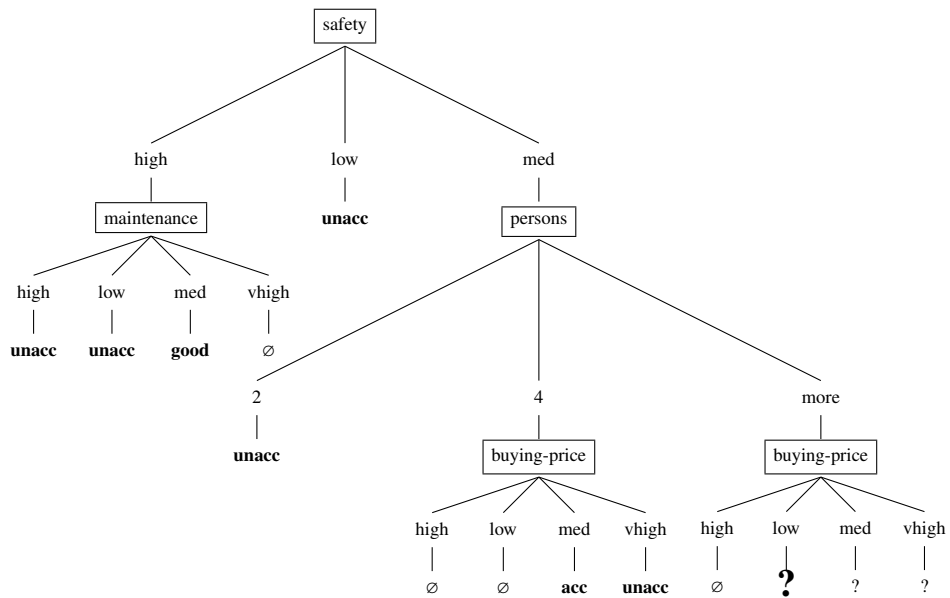 safety
high low med
maintenance unacc persons
high low med vhigh
unacc unacc good ∅
2 4 more
unacc buying-price buying-price
high low med vhigh high low med vhigh
∅ ∅ acc unacc ∅ ? ? ?